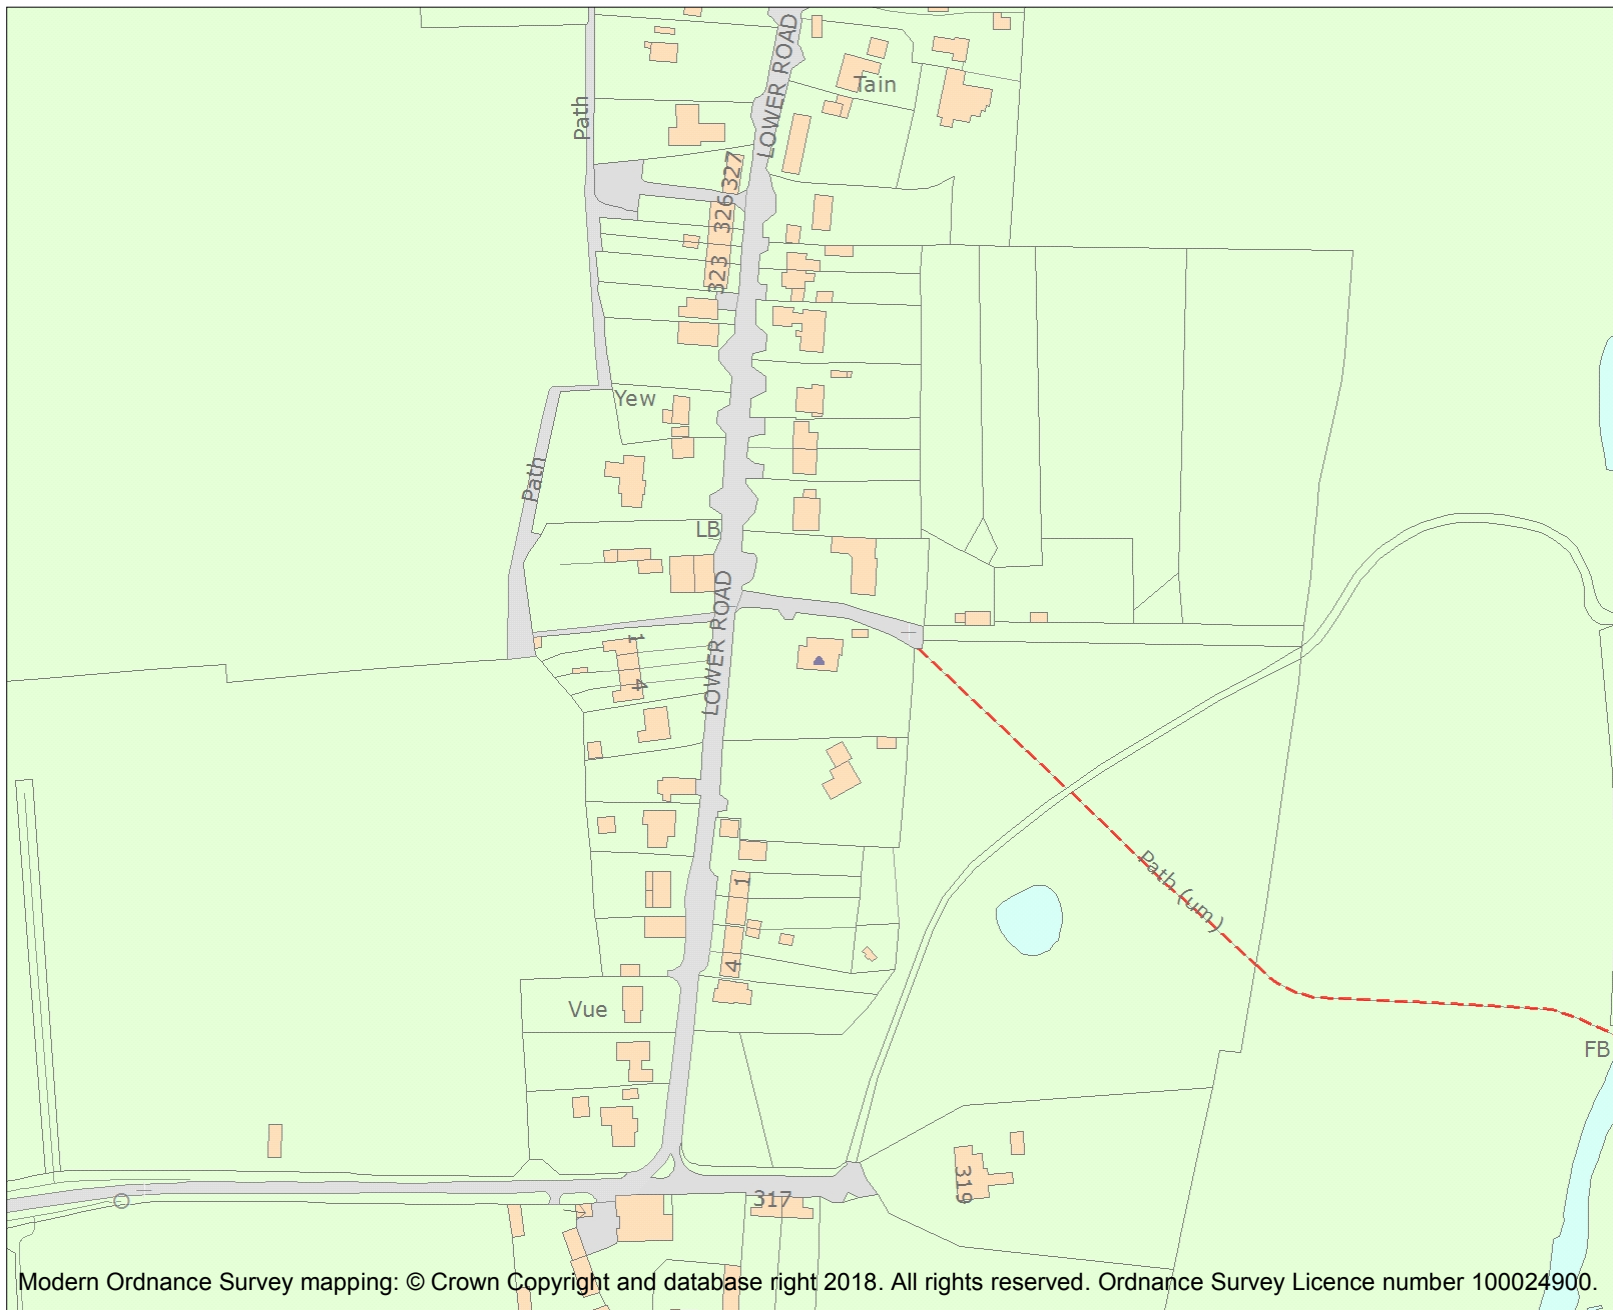 LOWER ROAD
Tain
Path
327
326
323
Yew
Path
LB
LOWER ROAD
1
4
Path (um)
1
4
Vue
FB
319
317
Modern Ordnance Survey mapping: © Crown Copyright and database right 2018. All rights reserved. Ordnance Survey Licence number 100024900.